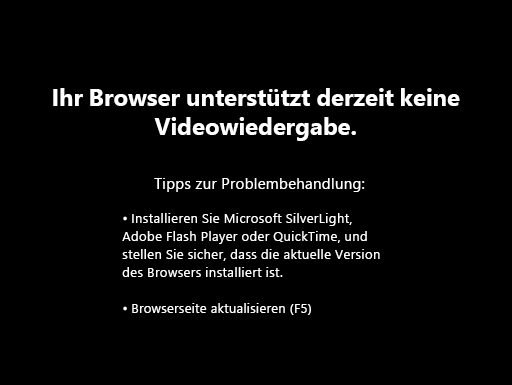 Ihr Browser unterstützt derzeit keine
Videowiedergabe.
Tipps zur Problembehandlung:
• Installieren Sie Microsoft SilverLight,
Adobe Flash Player oder QuickTime, und
stellen Sie sicher, dass die aktuelle Version
des Browsers installiert ist.
• Browserseite aktualisieren (F5)